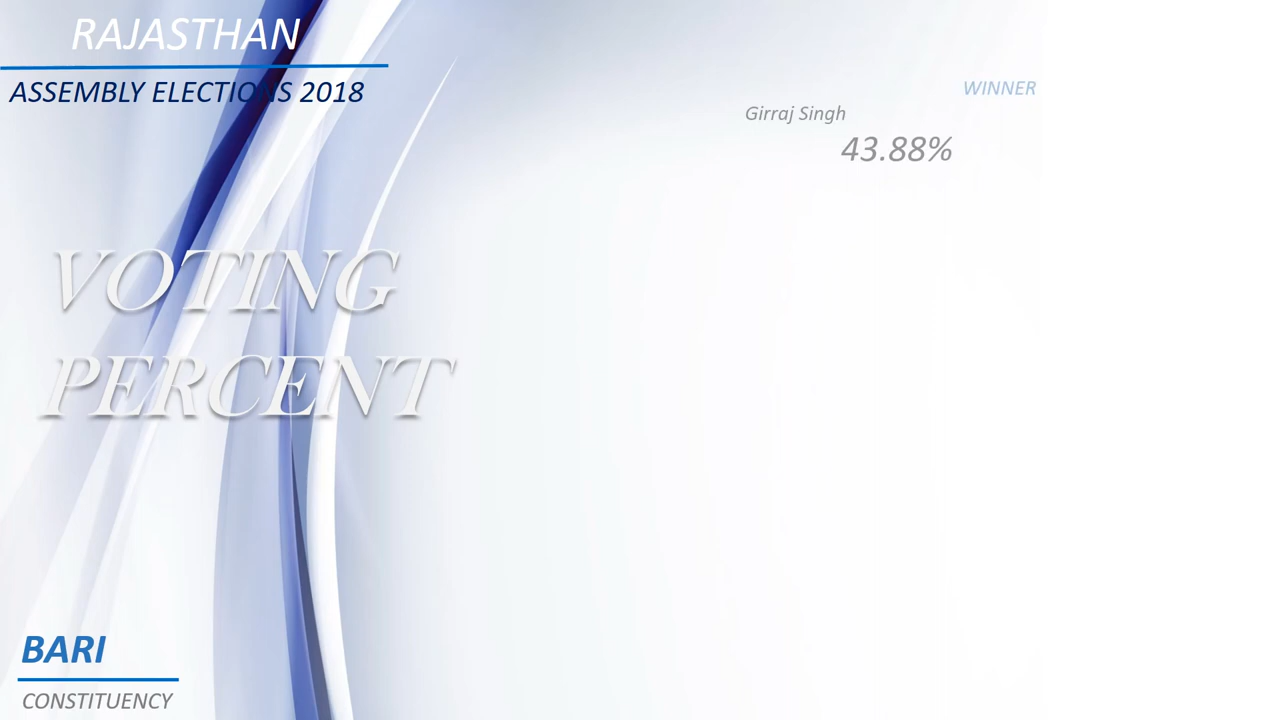 RAJASTHAN
ASSEMBLY ELECTIONS 2018
WINNER
Girraj Singh
43.88%
VOTING
PERCENT
BARI
CONSTITUENCY